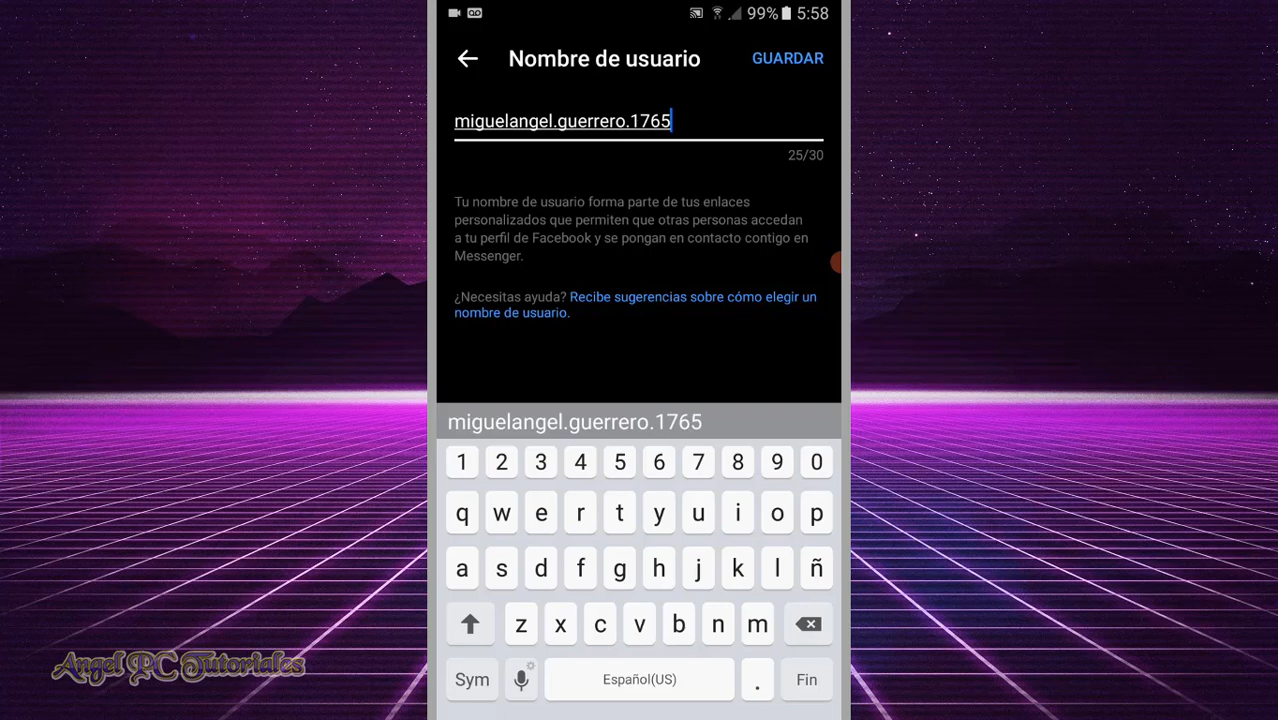 99% 5:58
Nombre de usuario GUARDAR
miguelangel.guerrero.1765
25/30
Tu nombre de usuario forma parte de tus enlaces
personalizados que permiten que otras personas accedan
a tu perfil de Facebook y se pongan en contacto contigo en
Messenger.
¿Necesitas ayuda? Recibe sugerencias sobre cómo elegir un
nombre de usuario.
miguelangel.guerrero.1765
1 2 3 4 5 6 7 8 9 0
q w e r t y u i o p
a s d f g h j k l ñ
z x c v b n m
Sym Español(US) . Fin
Angel PC Tutoriales